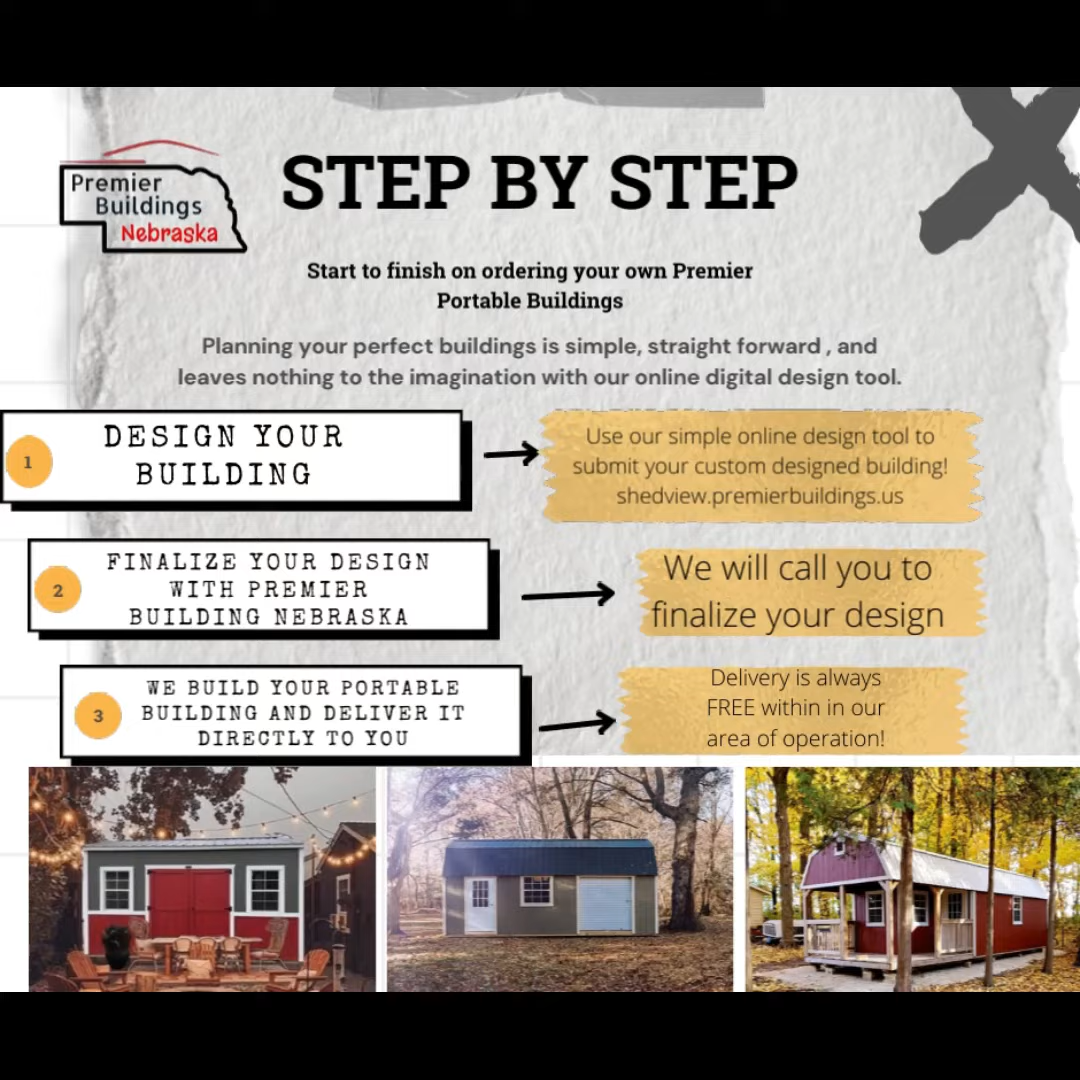 Premier
Buildings
Nebraska
STEP BY STEP
Start to finish on ordering your own Premier
Portable Buildings
Planning your perfect buildings is simple, straight forward , and
leaves nothing to the imagination with our online digital design tool.
1
DESIGN YOUR
BUILDING
Use our simple online design tool to
submit your custom designed building!
shedview.premierbuildings.us
2
FINALIZE YOUR DESIGN
WITH PREMIER
BUILDING NEBRASKA
We will call you to
finalize your design
3
WE BUILD YOUR PORTABLE
BUILDING AND DELIVER IT
DIRECTLY TO YOU
Delivery is always
FREE within in our
area of operation!